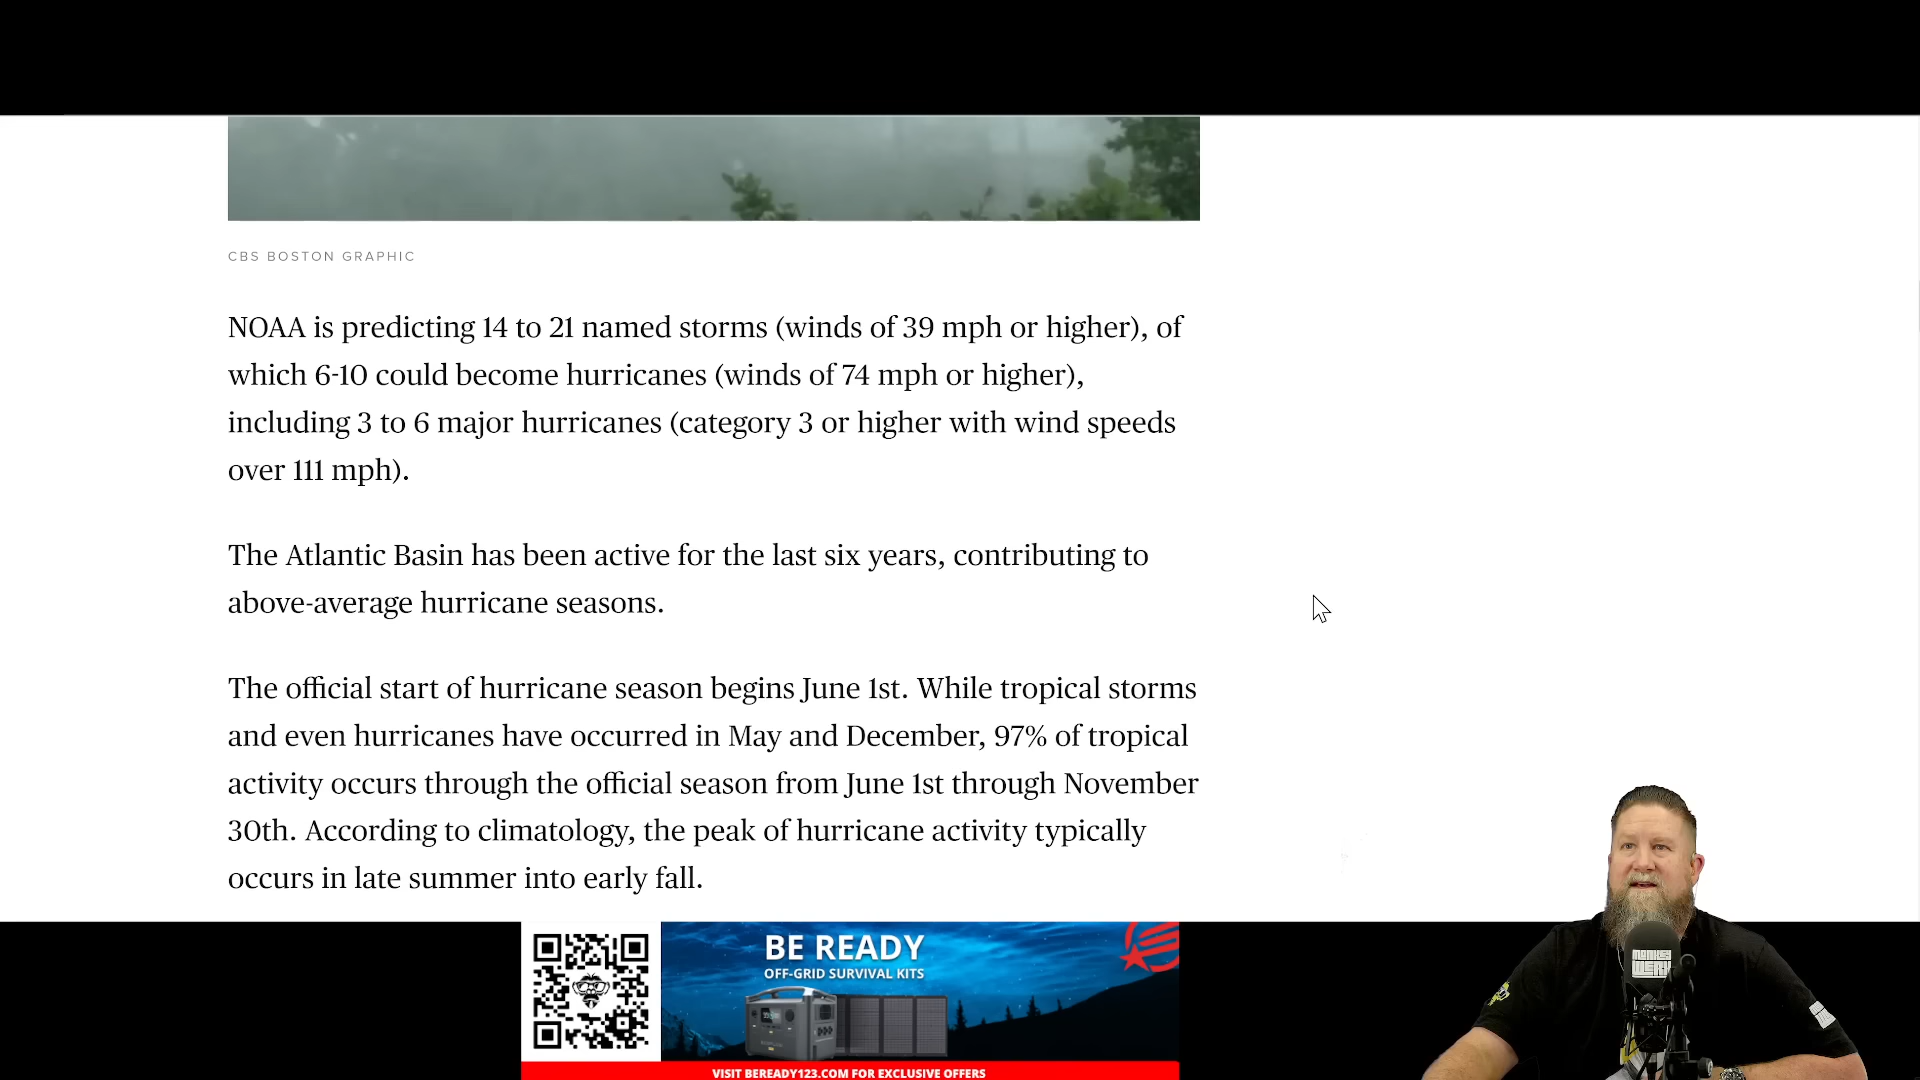 CBS BOSTON GRAPHIC
NOAA is predicting 14 to 21 named storms (winds of 39 mph or higher), of
which 6-10 could become hurricanes (winds of 74 mph or higher),
including 3 to 6 major hurricanes (category 3 or higher with wind speeds
over 111 mph).
The Atlantic Basin has been active for the last six years, contributing to
above-average hurricane seasons.
The official start of hurricane season begins June 1st. While tropical storms
and even hurricanes have occurred in May and December, 97% of tropical
activity occurs through the official season from June 1st through November
30th. According to climatology, the peak of hurricane activity typically
occurs in late summer into early fall.
BE READY
OFF-GRID SURVIVAL KITS
VISIT BEREADY123.COM FOR EXCLUSIVE OFFERS
MONKEY
WERX